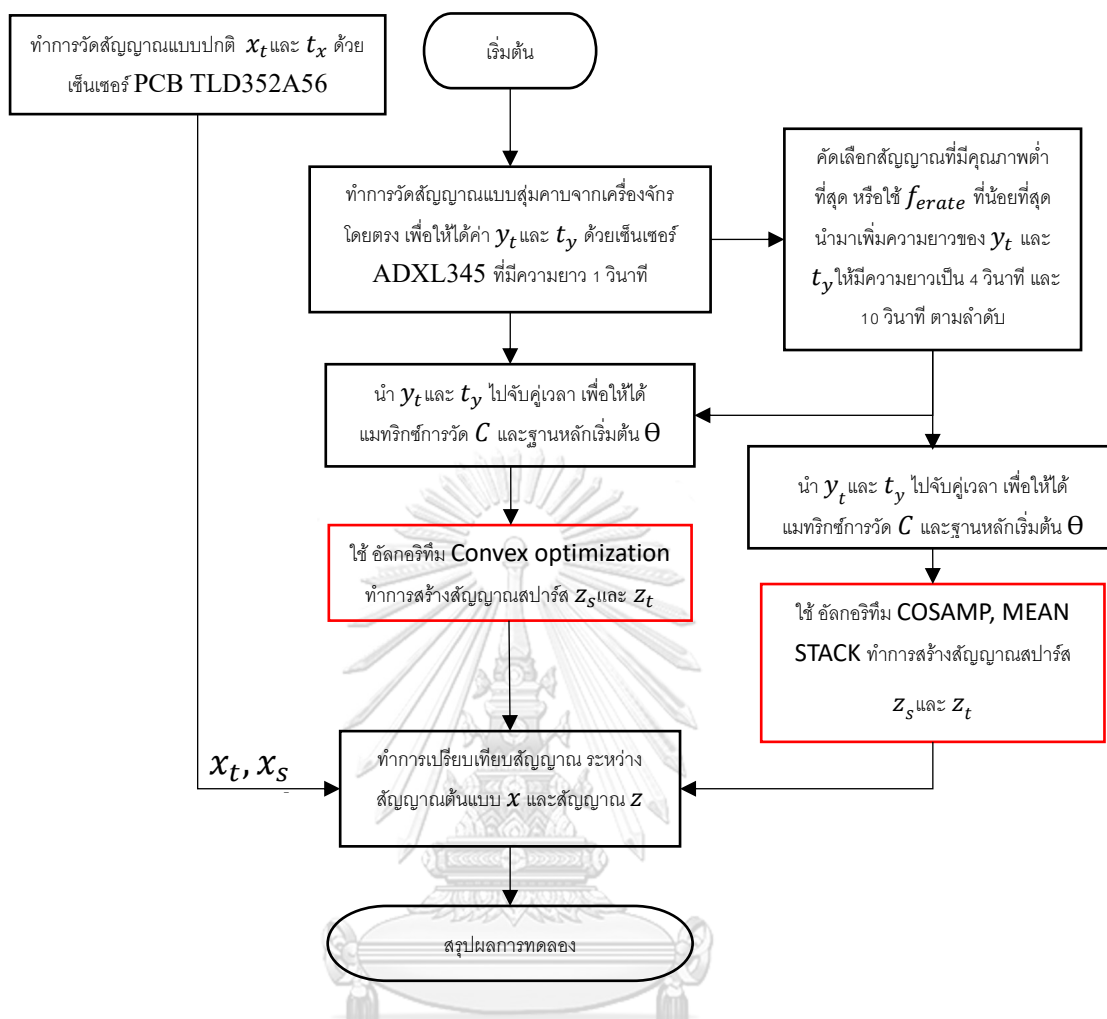 ทำการวัดสัญญาณแบบปกติ x_t และ t_x ด้วย
เซ็นเซอร์ PCB TLD352A56
เริ่มต้น
ทำการวัดสัญญาณแบบสุ่มคาบจากเครื่องจักร
โดยตรง เพื่อให้ได้ค่า y_t และ t_y ด้วยเซ็นเซอร์
ADXL345 ที่มีความยาว 1 วินาที
คัดเลือกสัญญาณที่มีคุณภาพต่ำ
ที่สุด หรือใช้ f_erate ที่น้อยที่สุด
นำมาเพิ่มความยาวของ y_t และ
t_y ให้มีความยาวเป็น 4 วินาที และ
10 วินาที ตามลำดับ
นำ y_t และ t_y ไปจับคู่เวลา เพื่อให้ได้
แมทริกซ์การวัด C และฐานหลักเริ่มต้น Θ
นำ y_t และ t_y ไปจับคู่เวลา เพื่อให้ได้
แมทริกซ์การวัด C และฐานหลักเริ่มต้น Θ
ใช้ อัลกอริทึม Convex optimization
ทำการสร้างสัญญาณสปาร์ส z_s และ z_t
ใช้ อัลกอริทึม COSAMP, MEAN
STACK ทำการสร้างสัญญาณสปาร์ส
z_s และ z_t
x_t, x_s
ทำการเปรียบเทียบสัญญาณ ระหว่าง
สัญญาณต้นแบบ x และสัญญาณ z
สรุปผลการทดลอง